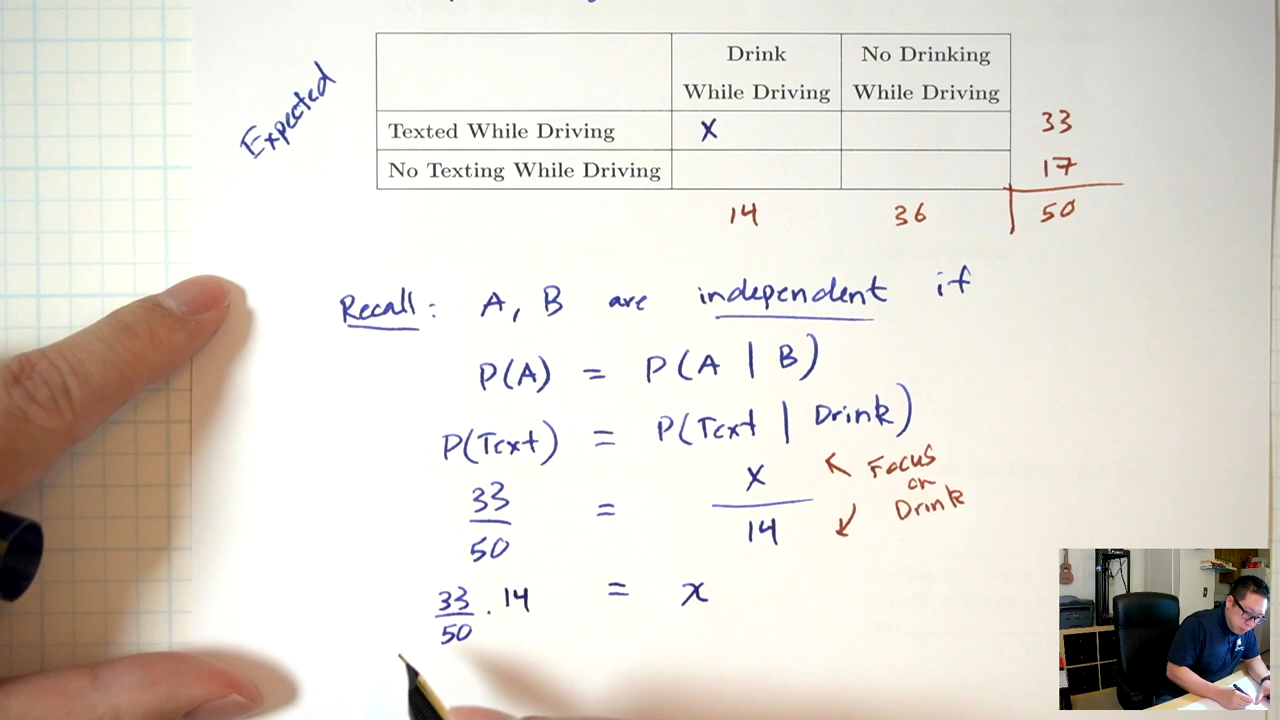 Expected
Drink No Drinking
While Driving While Driving
Texted While Driving X 33
No Texting While Driving 17
14 36 50
Recall: A, B are independent if
P(A) = P(A | B)
P(Text) = P(Text | Drink)
33/50 = X/14 Focus on Drink
33/50 . 14 = x